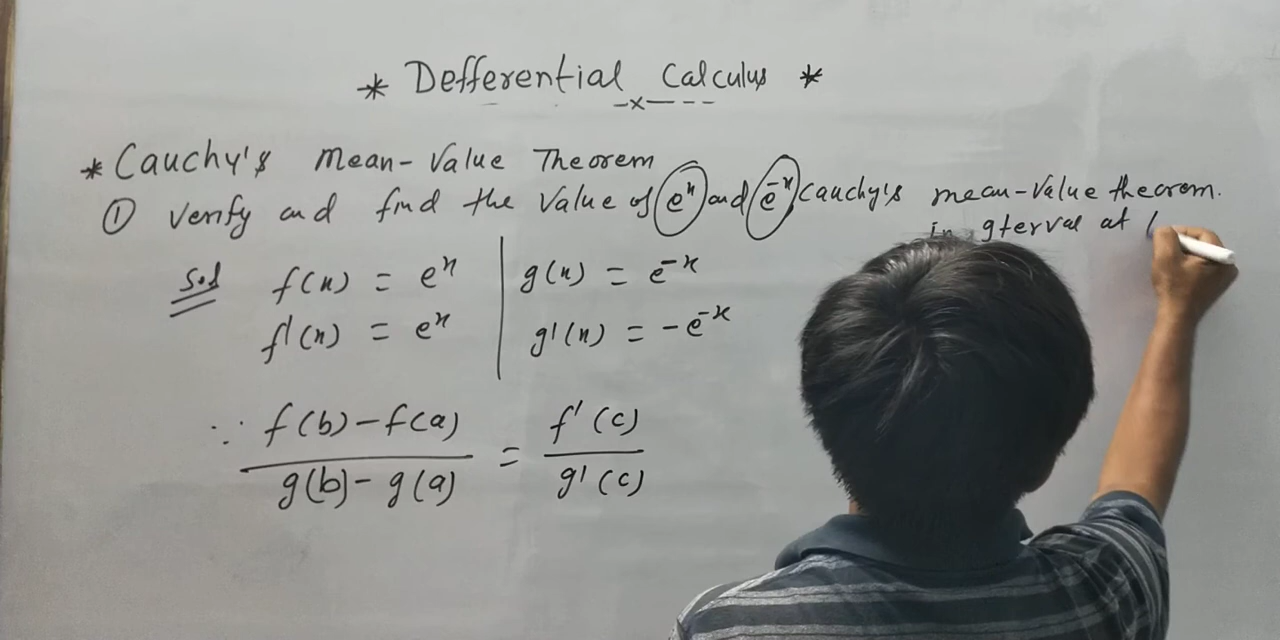 * Defferential Calculus *
* Cauchy's mean-Value Theorem
① Verify and find the Value of eˣ and e⁻ˣ Cauchy's mean-Value theorem.
in gterval at (
Sol f(x) = eˣ | g(x) = e⁻ˣ
f'(x) = eˣ | g'(x) = -e⁻ˣ
∵ f(b)-f(a) / g(b)-g(a) = f'(c) / g'(c)